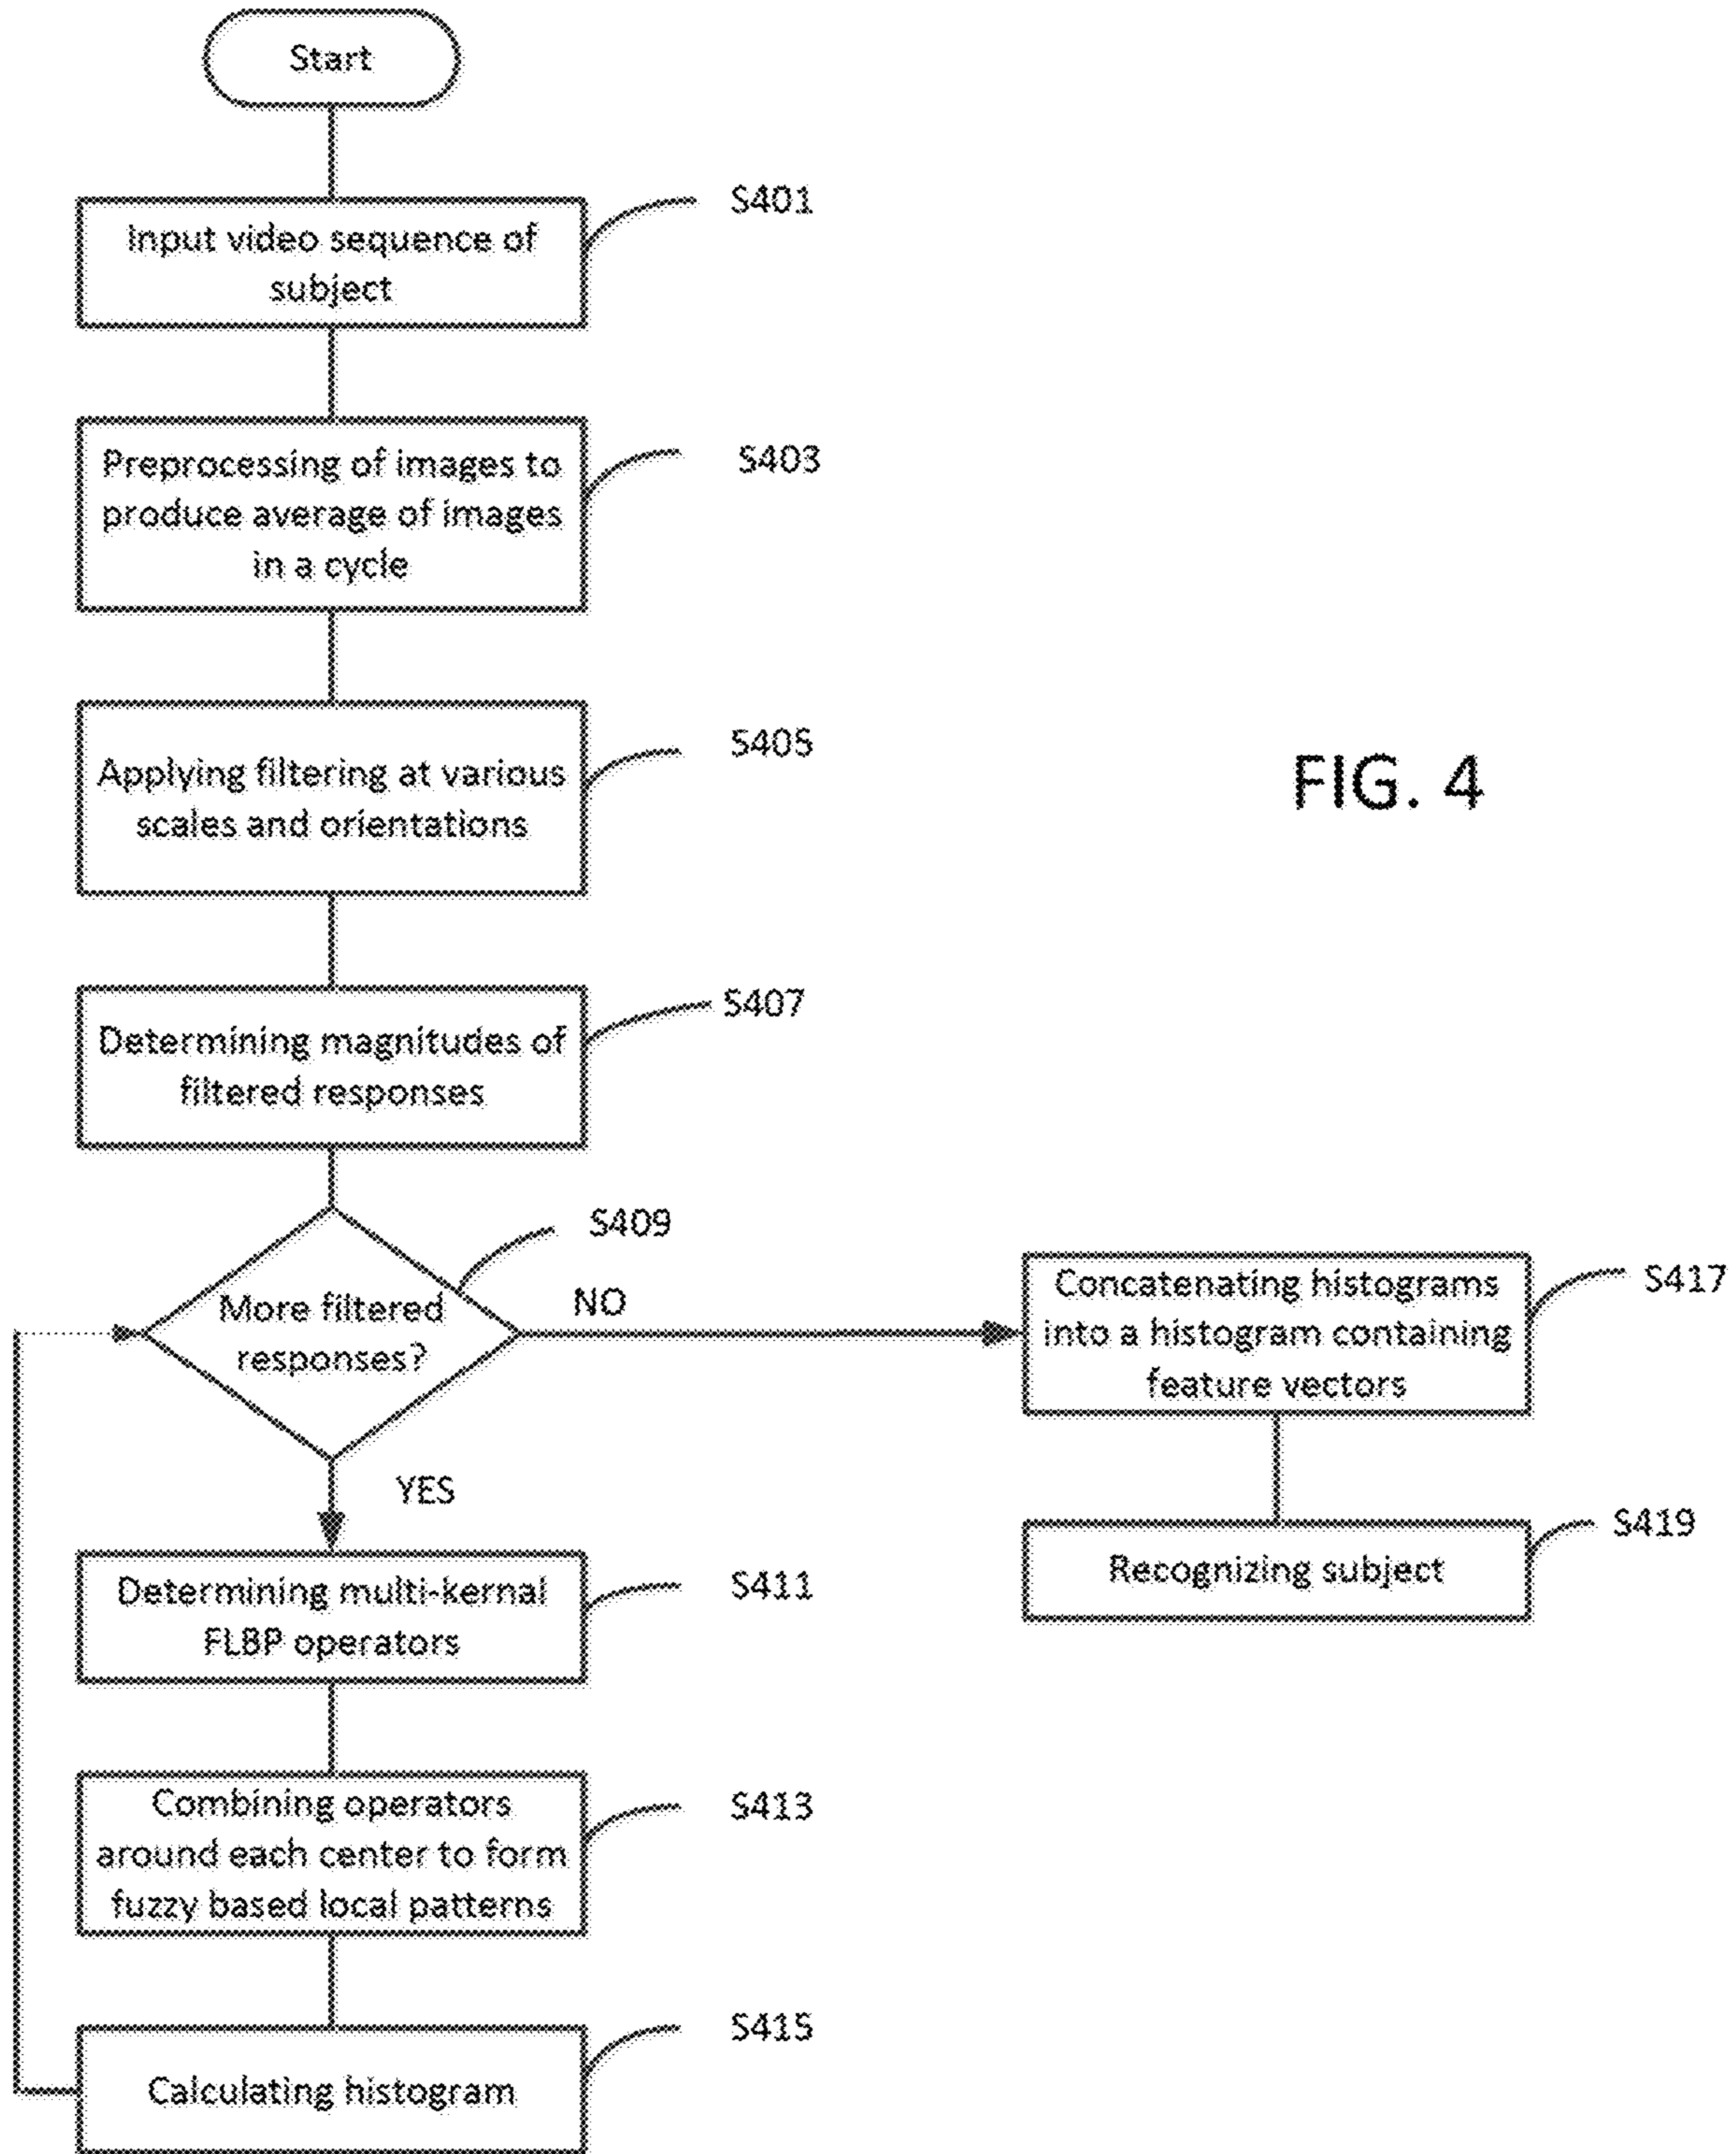 Start
S401
Input video sequence of
subject
S403
Preprocessing of images to
produce average of images
in a cycle
S405
Applying filtering at various
scales and orientations
FIG. 4
S407
Determining magnitudes of
filtered responses
S409
More filtered
responses?
NO
S417
Concatenating histograms
into a histogram containing
feature vectors
YES
S419
Recognizing subject
S411
Determining multi-kernal
FLBP operators
S413
Combining operators
around each center to form
fuzzy based local patterns
S415
Calculating histogram